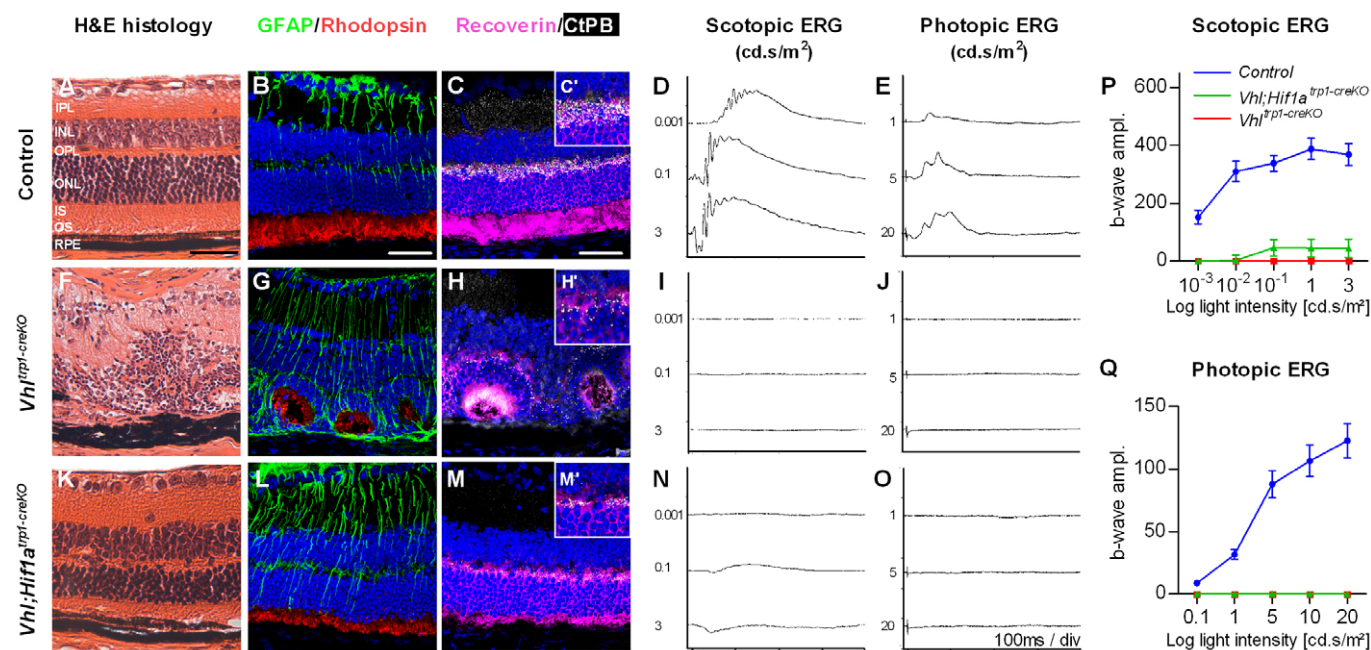 H&E histology
GFAP/Rhodopsin
Recoverin/CtPB
Scotopic ERG
(cd.s/m²)
Photopic ERG
(cd.s/m²)
Control
A
IPL
INL
OPL
ONL
IS
OS
RPE
B
C
C'
D
0.001
0.1
3
E
1
5
20
Vhl^trp1-creKO
F
G
H
H'
I
0.001
0.1
3
J
1
5
20
Vhl;Hif1a^trp1-creKO
K
L
M
M'
N
0.001
0.1
3
O
1
5
20
100ms / div
Scotopic ERG
P
Control
Vhl;Hif1a^trp1-creKO
Vhl^trp1-creKO
b-wave ampl.
600
400
200
0
10⁻³ 10⁻² 10⁻¹ 1 3
Log light intensity [cd.s/m²]
Q
Photopic ERG
b-wave ampl.
150
100
50
0
0.1 1 5 10 20
Log light intensity [cd.s/m²]